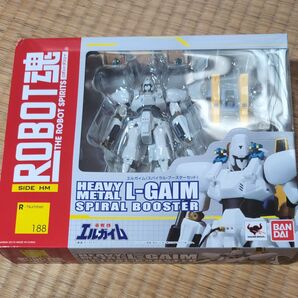 ROBOT魂
THE ROBOT SPIRITS
SIDE HM
R-Number
188
エルガイム(スパイラル・ブースターセット)
HEAVY METAL L-GAIM
SPIRAL BOOSTER
重戦機
エルガイム
BAN
DAI